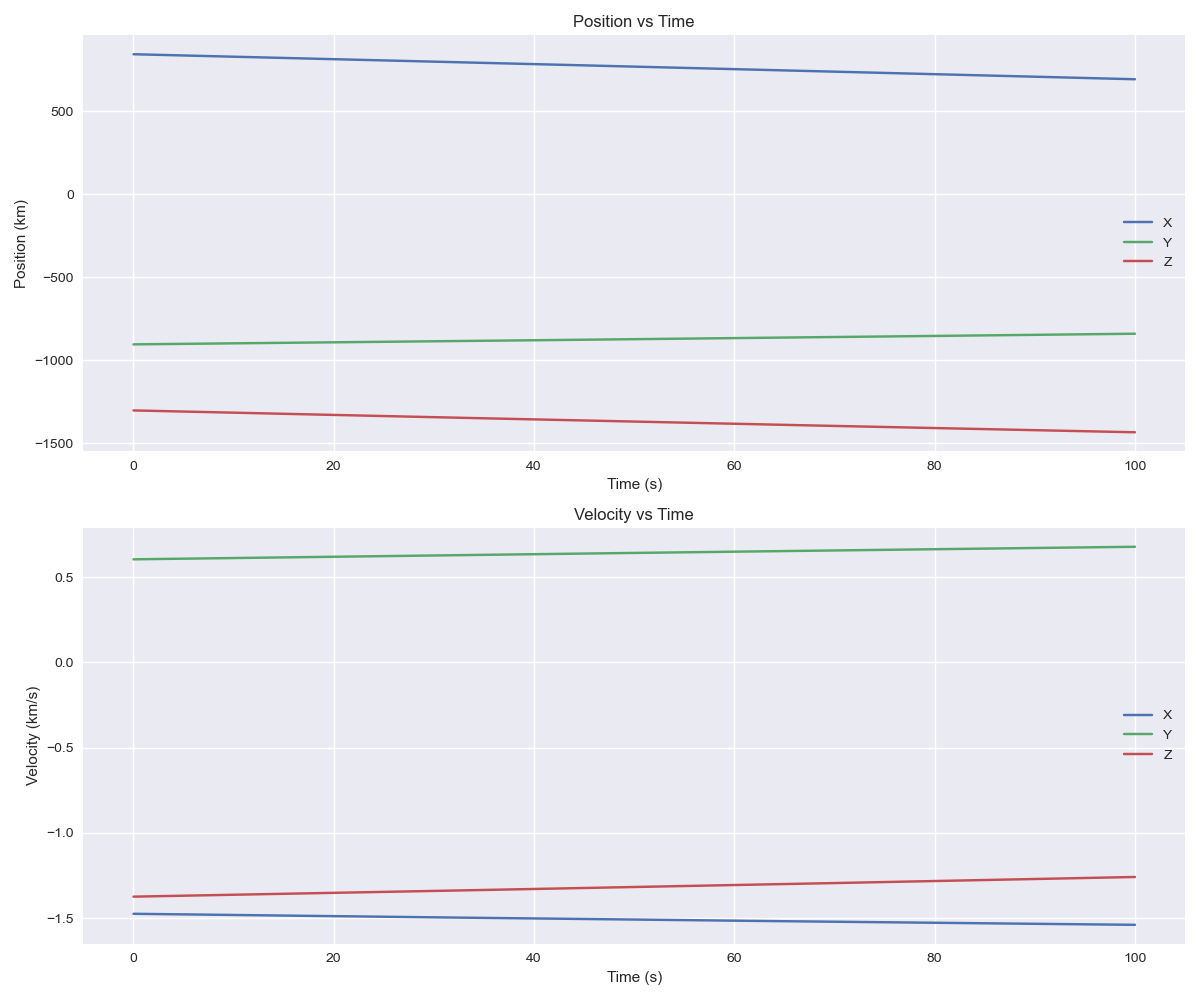 Position vs Time
Position (km)
500
0
−500
−1000
−1500
X
Y
Z
0 20 40 60 80 100
Time (s)
Velocity vs Time
Velocity (km/s)
0.5
0.0
−0.5
−1.0
−1.5
X
Y
Z
0 20 40 60 80 100
Time (s)